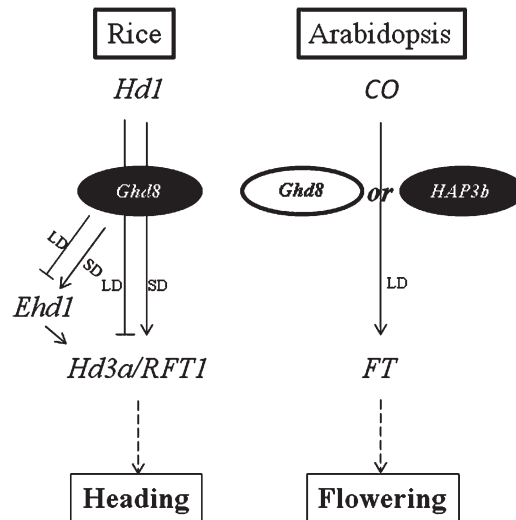 Rice Arabidopsis
Hd1 CO
Ghd8 Ghd8 or HAP3b
LD SD LD SD LD
Ehd1
Hd3a/RFT1 FT
Heading Flowering